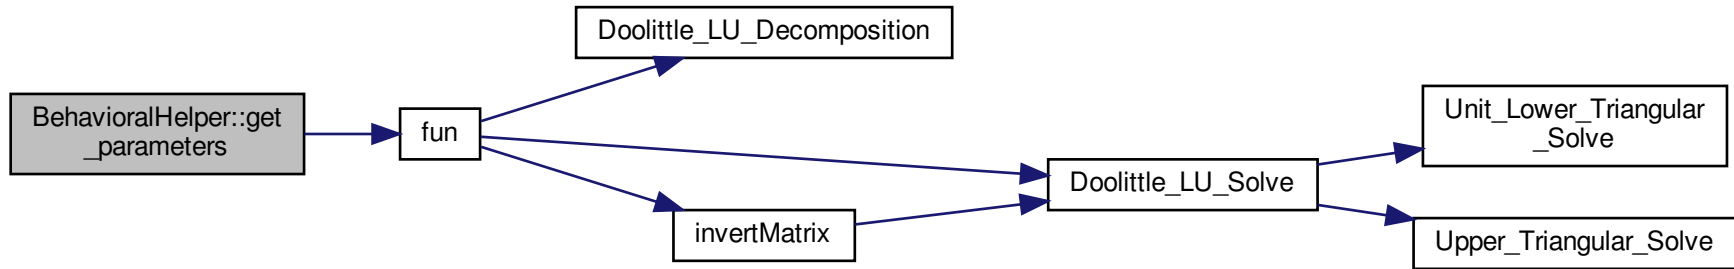 BehavioralHelper::get
_parameters
fun
Doolittle_LU_Decomposition
invertMatrix
Doolittle_LU_Solve
Unit_Lower_Triangular
_Solve
Upper_Triangular_Solve